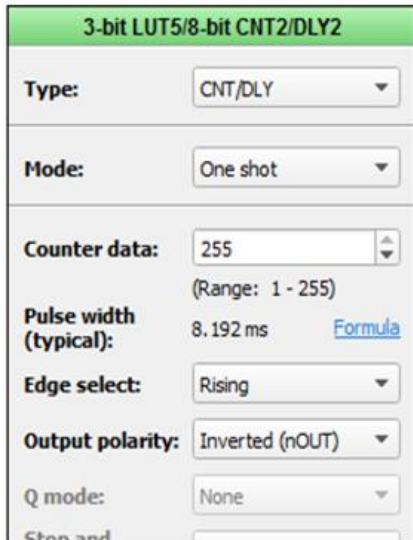 3-bit LUT5/8-bit CNT2/DLY2
Type: CNT/DLY
Mode: One shot
Counter data: 255
(Range: 1 - 255)
Pulse width
(typical): 8.192 ms Formula
Edge select: Rising
Output polarity: Inverted (nOUT)
Q mode: None
Stop and